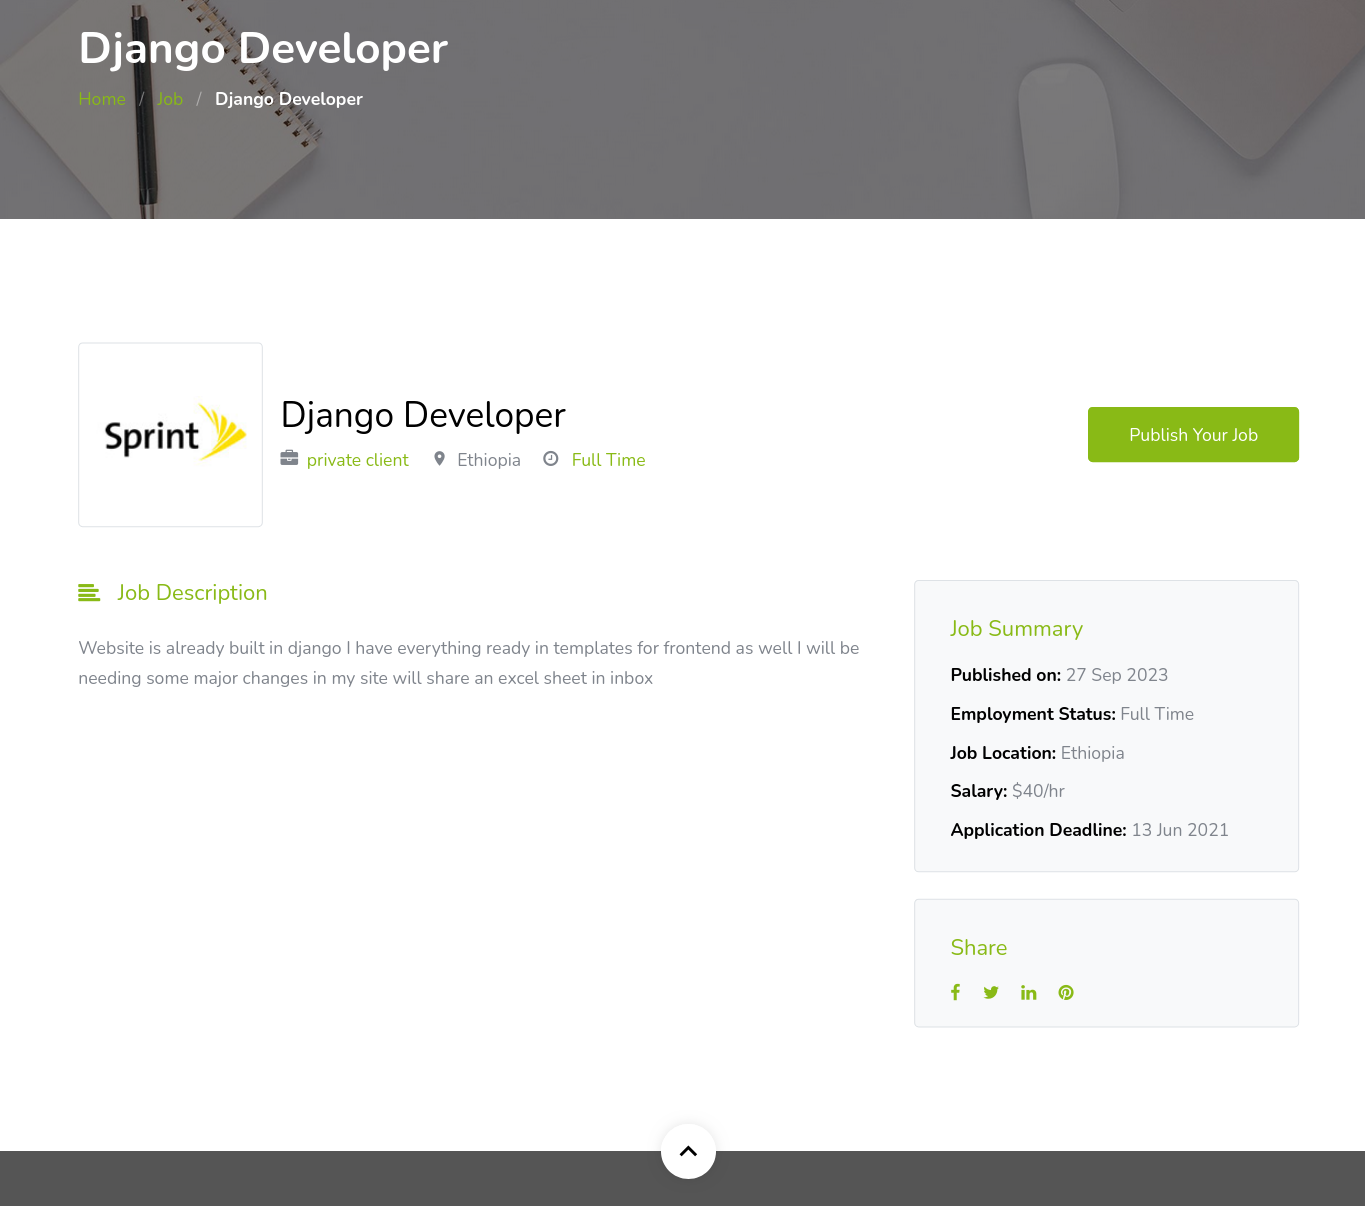 Django Developer
Home / Job / Django Developer
Sprint
Django Developer
private client Ethiopia Full Time
Publish Your Job
Job Description
Website is already built in django I have everything ready in templates for frontend as well I will be
needing some major changes in my site will share an excel sheet in inbox
Job Summary
Published on: 27 Sep 2023
Employment Status: Full Time
Job Location: Ethiopia
Salary: $40/hr
Application Deadline: 13 Jun 2021
Share